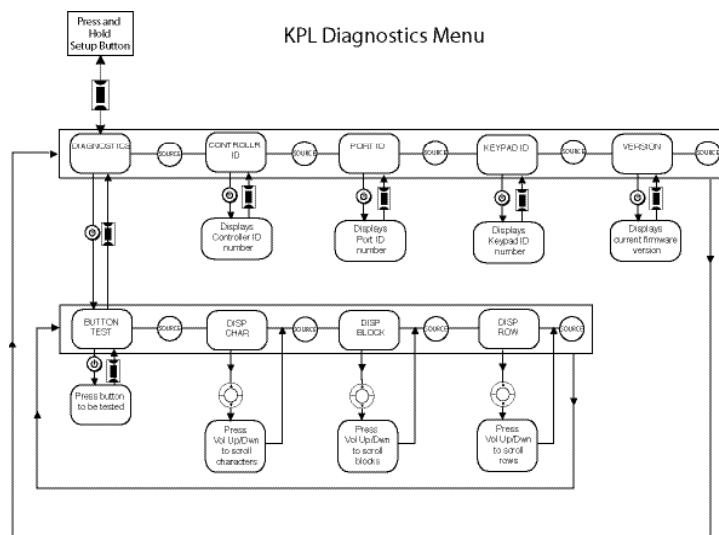 Press and
Hold
Setup Button
KPL Diagnostics Menu
DIAGNOSTICS
SOURCE
CONTROLLR
ID
SOURCE
PORT ID
SOURCE
KEYPAD ID
SOURCE
VERSION
SOURCE
Displays
Controller ID
number
Displays
Port ID
number
Displays
Keypad ID
number
Displays
current firmware
version
BUTTON
TEST
SOURCE
DISP
CHAR
SOURCE
DISP
BLOCK
SOURCE
DISP
ROW
SOURCE
Press button
to be tested
Press
Vol Up/Dwn
to scroll
characters
Press
Vol Up/Dwn
to scroll
blocks
Press
Vol Up/Dwn
to scroll
rows